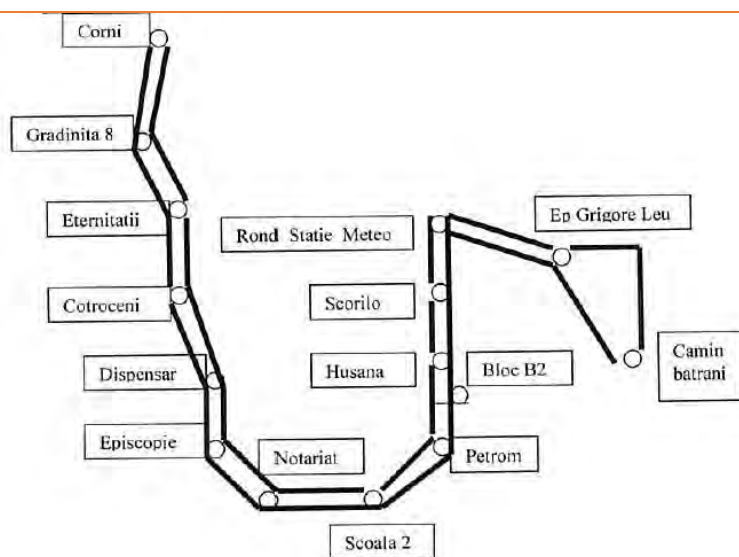 Corni
Gradinita 8
Eternitatii
Cotroceni
Dispensar
Episcopie
Notariat
Scoala 2
Petrom
Bloc B2
Husana
Scorilo
Rond Statie Meteo
Ep Grigore Leu
Camin
batrani